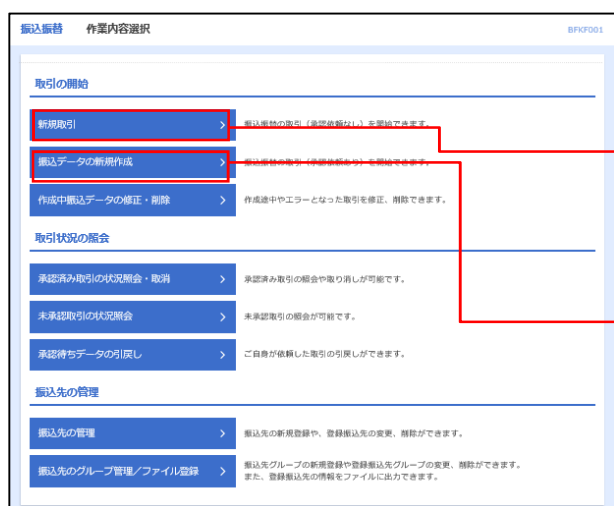 振込振替 作業内容選択
BFKF001
取引の開始
新規取引
振込振替の取引（承認依頼なし）を開始できます。
振込データの新規作成
振込振替の取引（承認依頼あり）を開始できます。
作成中振込データの修正・削除
作成途中やエラーとなった取引を修正、削除できます。
取引状況の照会
承認済み取引の状況照会・取消
承認済み取引の照会や取り消しが可能です。
未承認取引の状況照会
未承認取引の照会が可能です。
承認待ちデータの引戻し
ご自身が依頼した取引の引戻しができます。
振込先の管理
振込先の管理
振込先の新規登録や、登録振込先の変更、削除ができます。
振込先のグループ管理／ファイル登録
振込先グループの新規登録や登録振込先グループの変更、削除ができます。
また、登録振込先の情報をファイルに出力できます。